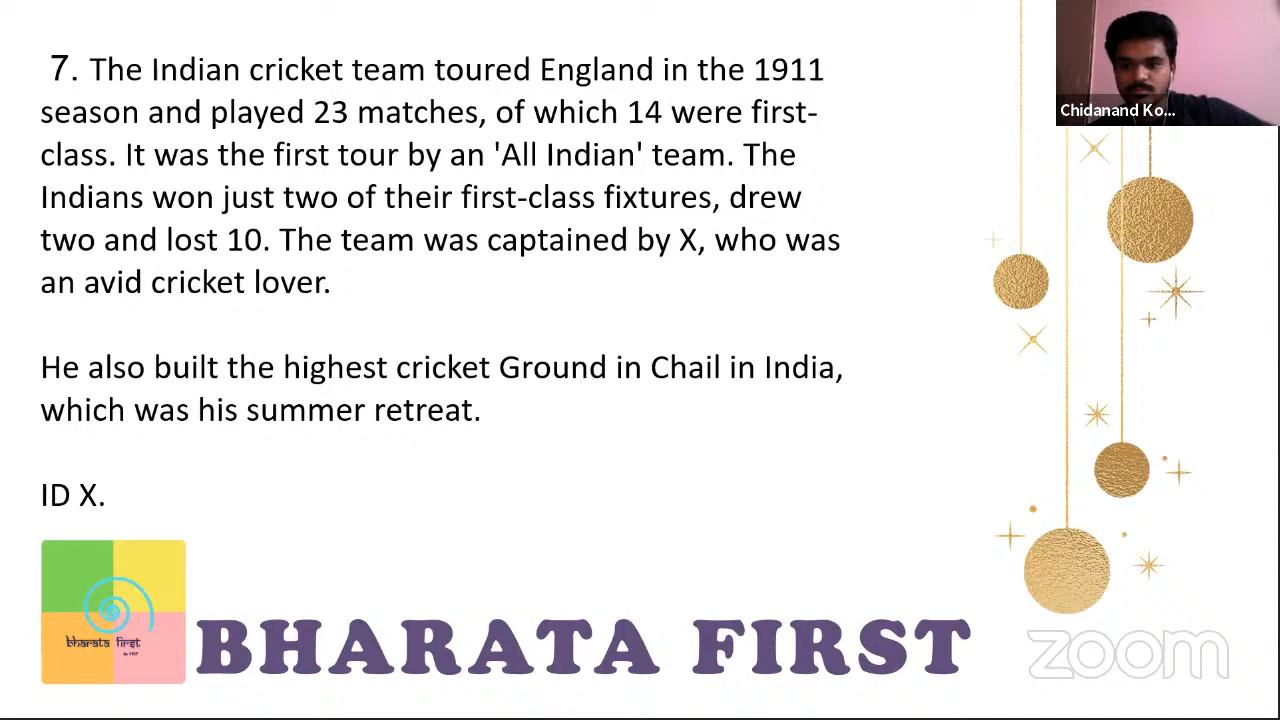 7. The Indian cricket team toured England in the 1911
season and played 23 matches, of which 14 were first-
class. It was the first tour by an 'All Indian' team. The
Indians won just two of their first-class fixtures, drew
two and lost 10. The team was captained by X, who was
an avid cricket lover.
He also built the highest cricket Ground in Chail in India,
which was his summer retreat.
ID X.
Chidanand Ko...
bharata first
by FHP
BHARATA FIRST
zoom